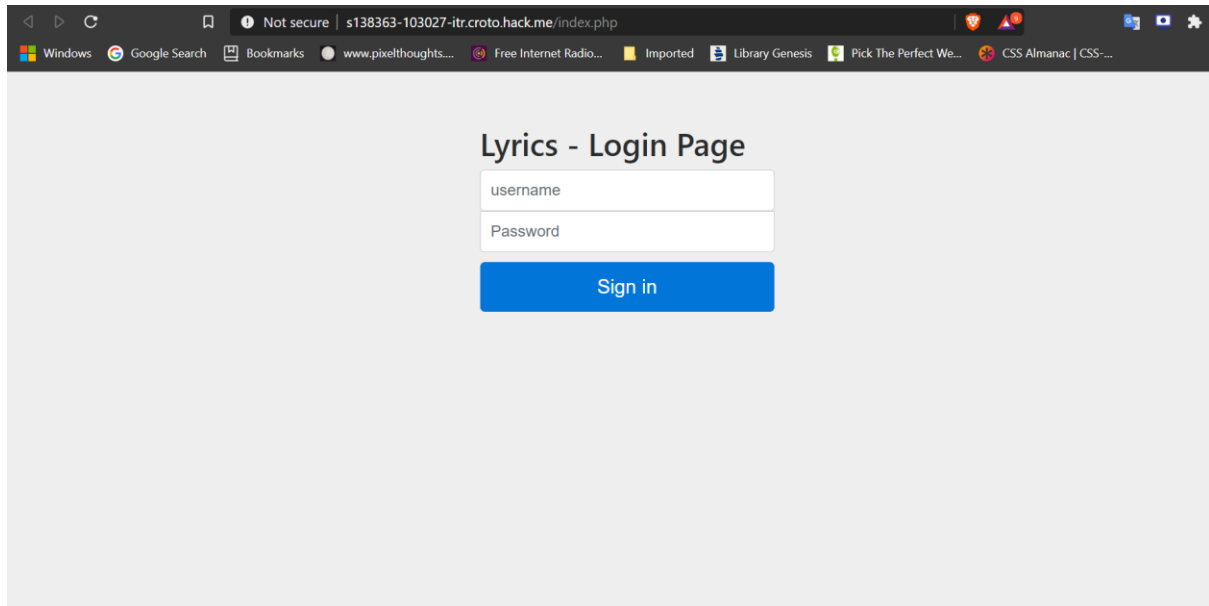 Not secure | s138363-103027-itr.croto.hack.me/index.php
Windows Google Search Bookmarks www.pixelthoughts.... Free Internet Radio... Imported Library Genesis Pick The Perfect We... CSS Almanac | CSS-...
Lyrics - Login Page
username
Password
Sign in